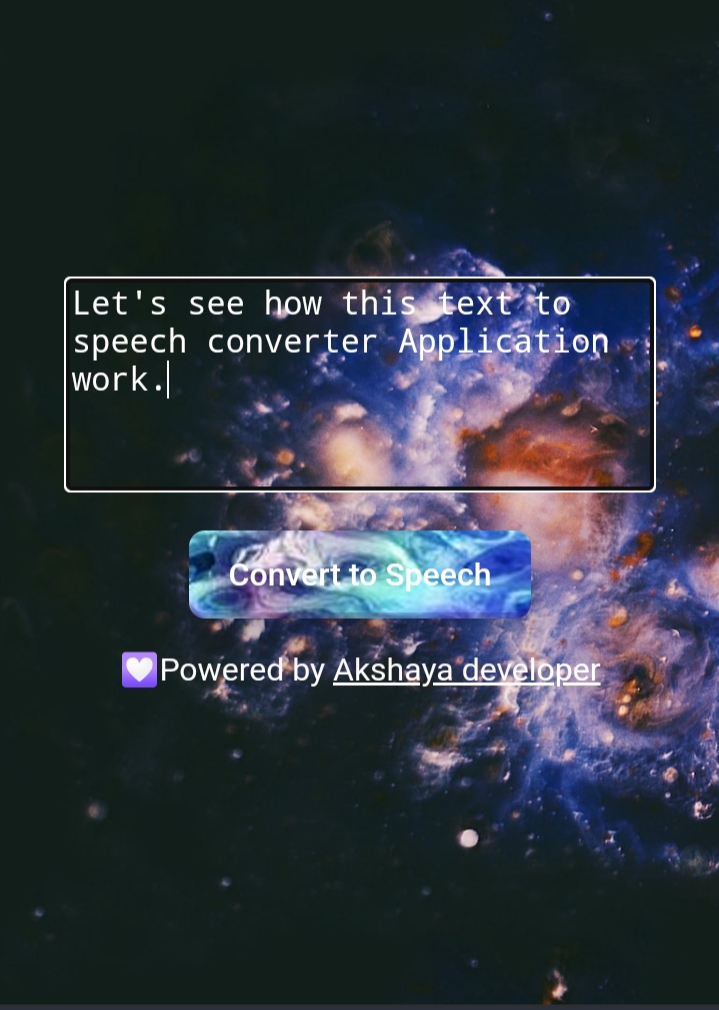 Let's see how this text to
speech converter Application
work.
Convert to Speech
💟Powered by Akshaya developer